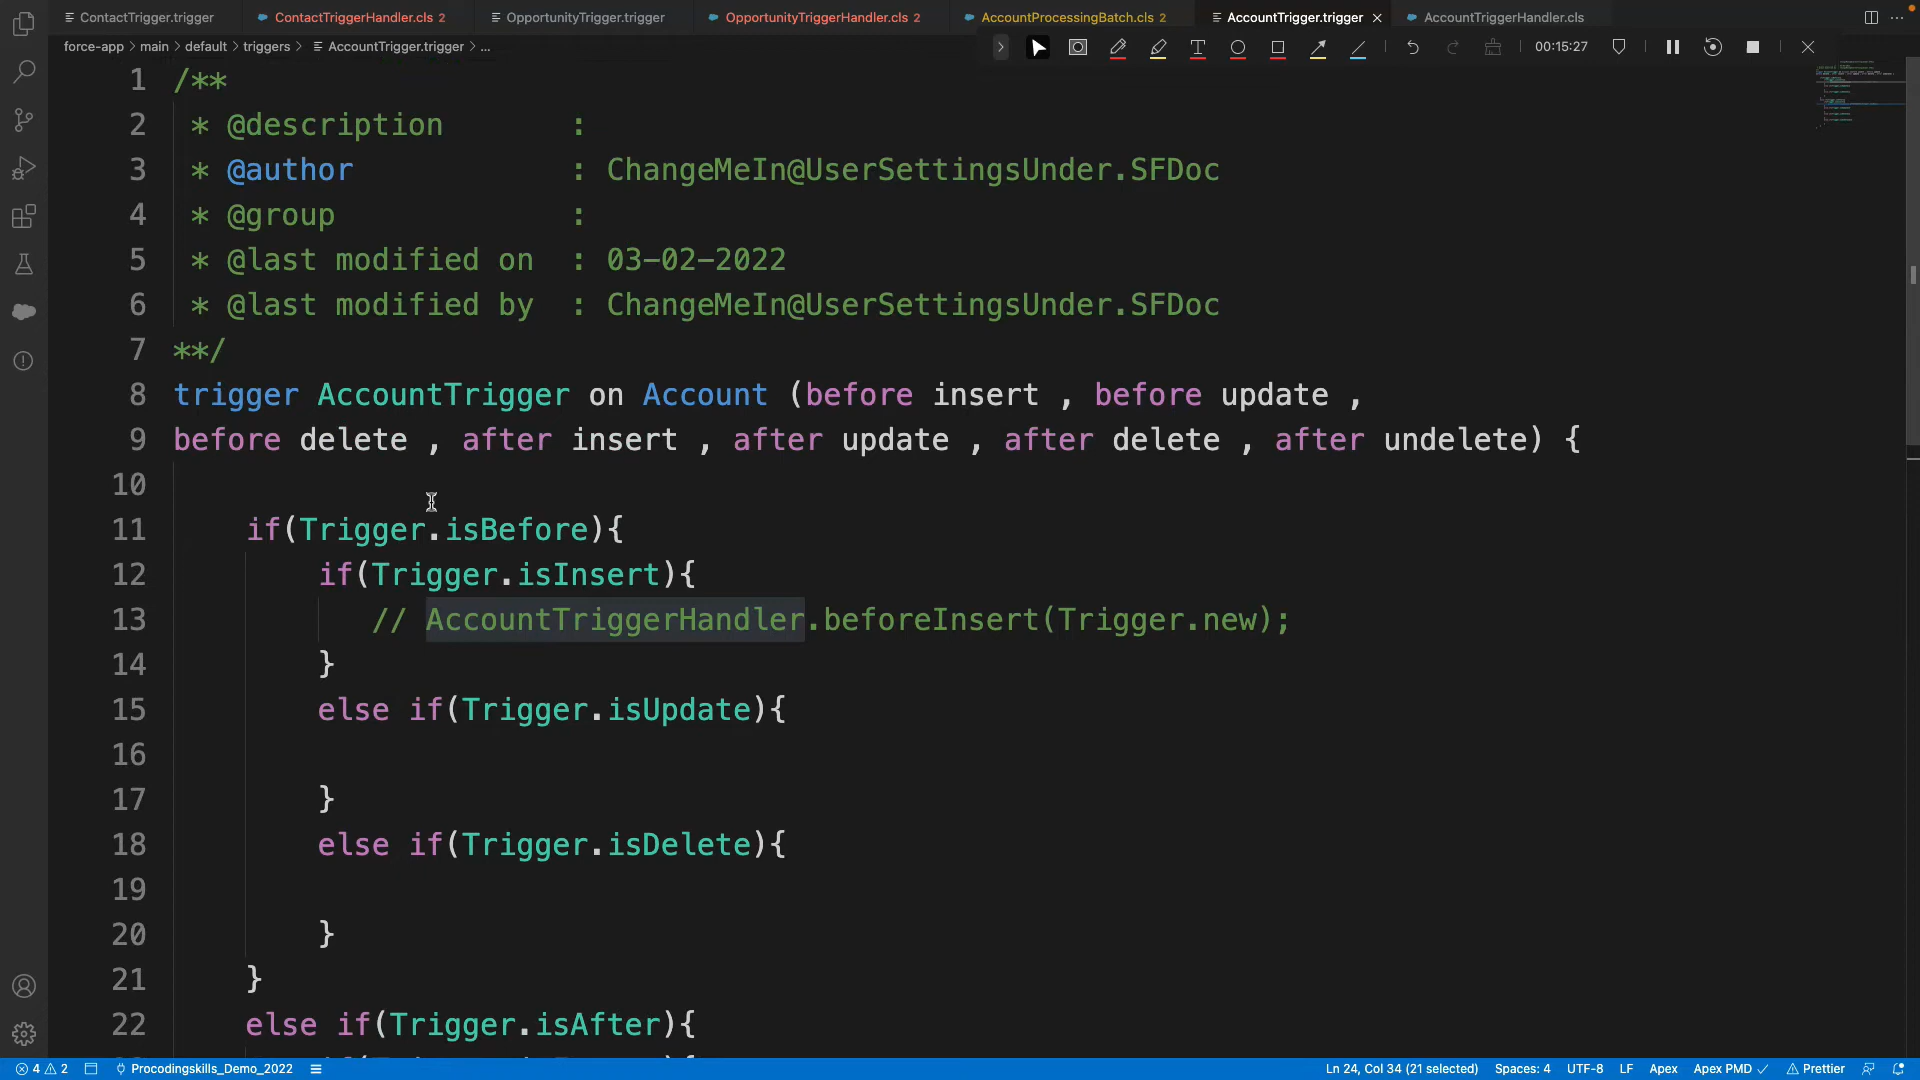 ContactTrigger.trigger ContactTriggerHandler.cls 2 OpportunityTrigger.trigger OpportunityTriggerHandler.cls 2 AccountProcessingBatch.cls 2 AccountTrigger.trigger AccountTriggerHandler.cls
force-app > main > default > triggers > AccountTrigger.trigger > ...
00:15:27
1 /**
2 * @description :
3 * @author : ChangeMeIn@UserSettingsUnder.SFDoc
4 * @group :
5 * @last modified on : 03-02-2022
6 * @last modified by : ChangeMeIn@UserSettingsUnder.SFDoc
7 **/
8 trigger AccountTrigger on Account (before insert , before update ,
9 before delete , after insert , after update , after delete , after undelete) {
10
11 if(Trigger.isBefore){
12 if(Trigger.isInsert){
13 // AccountTriggerHandler.beforeInsert(Trigger.new);
14 }
15 else if(Trigger.isUpdate){
16
17 }
18 else if(Trigger.isDelete){
19
20 }
21 }
22 else if(Trigger.isAfter){
4 2 Procodingskills_Demo_2022 Ln 24, Col 34 (21 selected) Spaces: 4 UTF-8 LF Apex Apex PMD Prettier